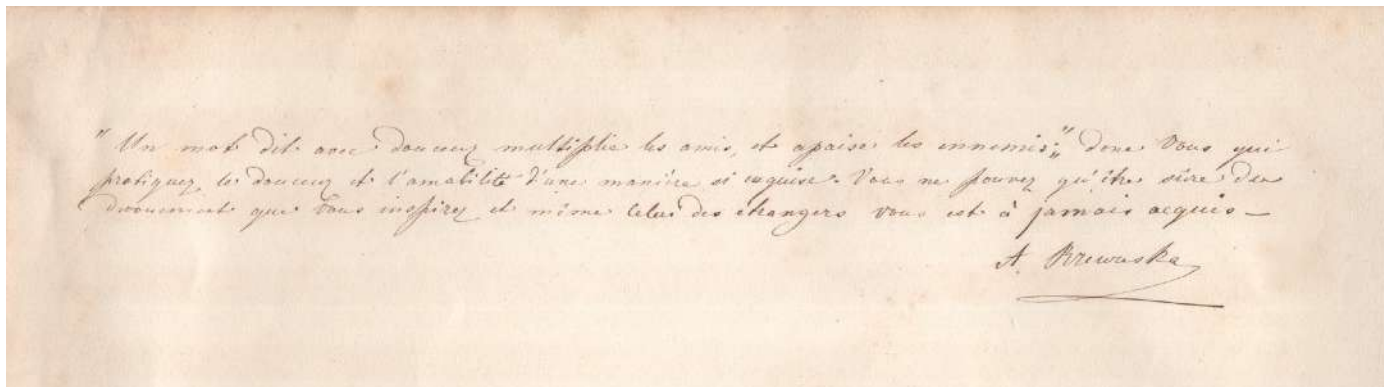 "Un mot dit avec douceur multiplie les amis, et apaise les ennemis;" donc Vous qui
pratiquez la douceur et l'amabilité d'une manière si exquise. Vous ne pouvez qu'être sûre du
dévouement que Vous inspirez et même celui des étrangers vous est à jamais acquis —
A. Rzewuska